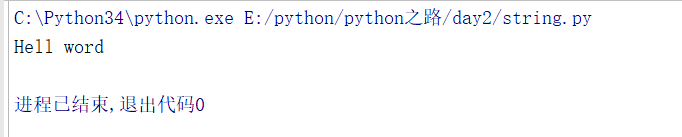 C:\Python34\python.exe E:/python/python之路/day2/string.py
Hell word
进程已结束,退出代码0